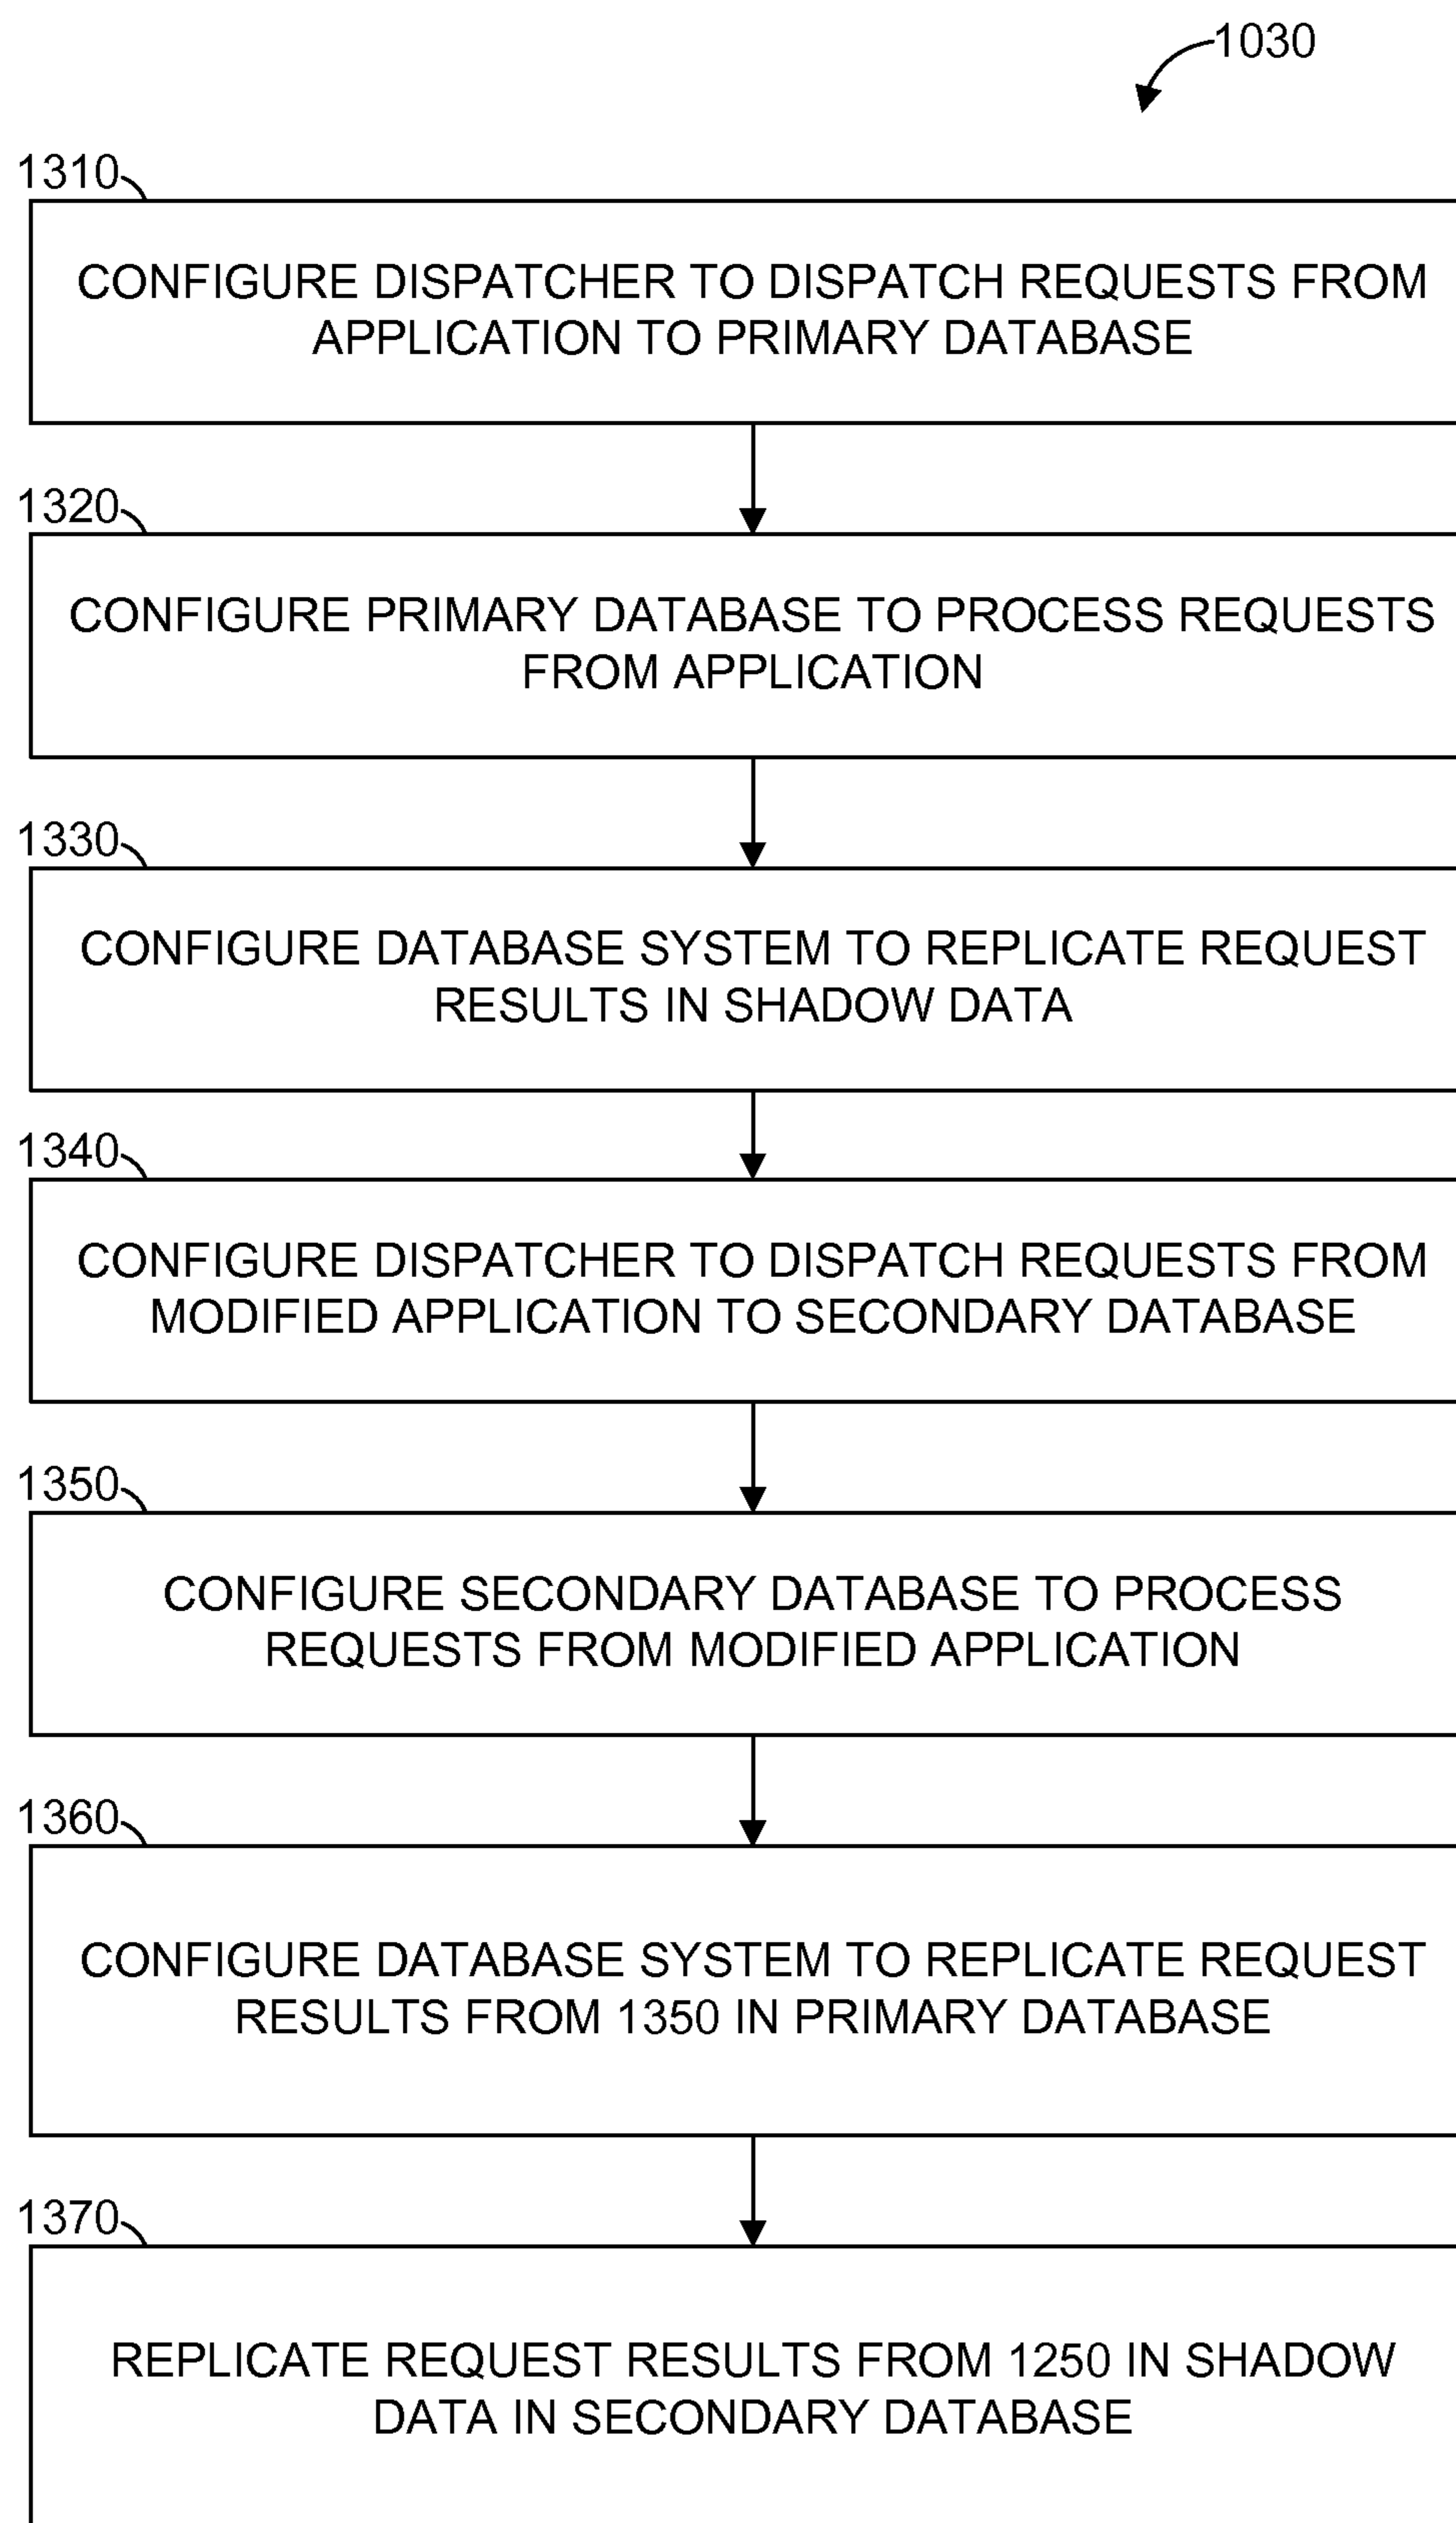 1030
1310
CONFIGURE DISPATCHER TO DISPATCH REQUESTS FROM
APPLICATION TO PRIMARY DATABASE
1320
CONFIGURE PRIMARY DATABASE TO PROCESS REQUESTS
FROM APPLICATION
1330
CONFIGURE DATABASE SYSTEM TO REPLICATE REQUEST
RESULTS IN SHADOW DATA
1340
CONFIGURE DISPATCHER TO DISPATCH REQUESTS FROM
MODIFIED APPLICATION TO SECONDARY DATABASE
1350
CONFIGURE SECONDARY DATABASE TO PROCESS
REQUESTS FROM MODIFIED APPLICATION
1360
CONFIGURE DATABASE SYSTEM TO REPLICATE REQUEST
RESULTS FROM 1350 IN PRIMARY DATABASE
1370
REPLICATE REQUEST RESULTS FROM 1250 IN SHADOW
DATA IN SECONDARY DATABASE